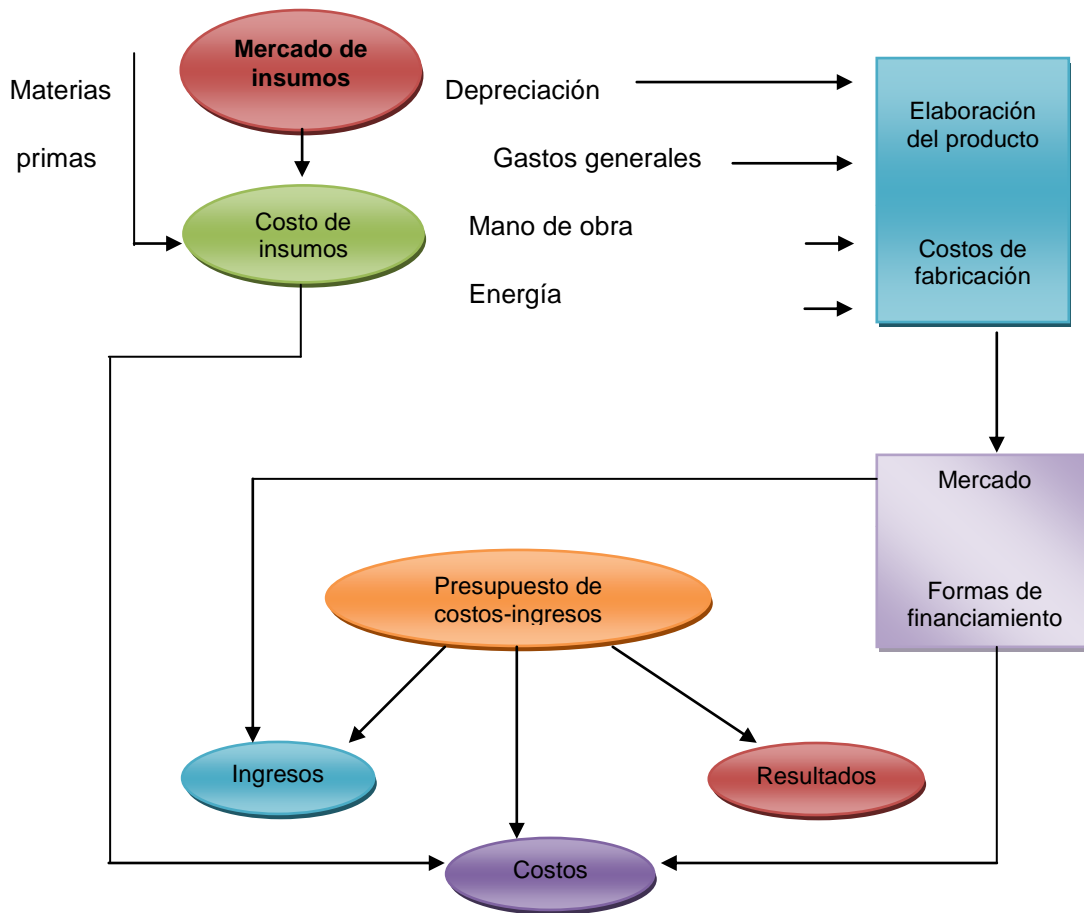 Mercado de
insumos
Materias
primas
Depreciación
Gastos generales
Mano de obra
Energía
Elaboración
del producto
Costos de
fabricación
Costo de
insumos
Mercado
Formas de
financiamiento
Presupuesto de
costos-ingresos
Ingresos
Resultados
Costos